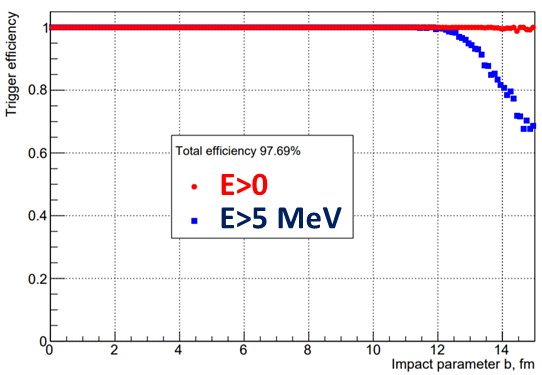 Trigger efficiency
1
0.8
0.6
0.4
0.2
0
Total efficiency 97.69%
E>0
E>5 MeV
0 2 4 6 8 10 12 14
Impact parameter b, fm